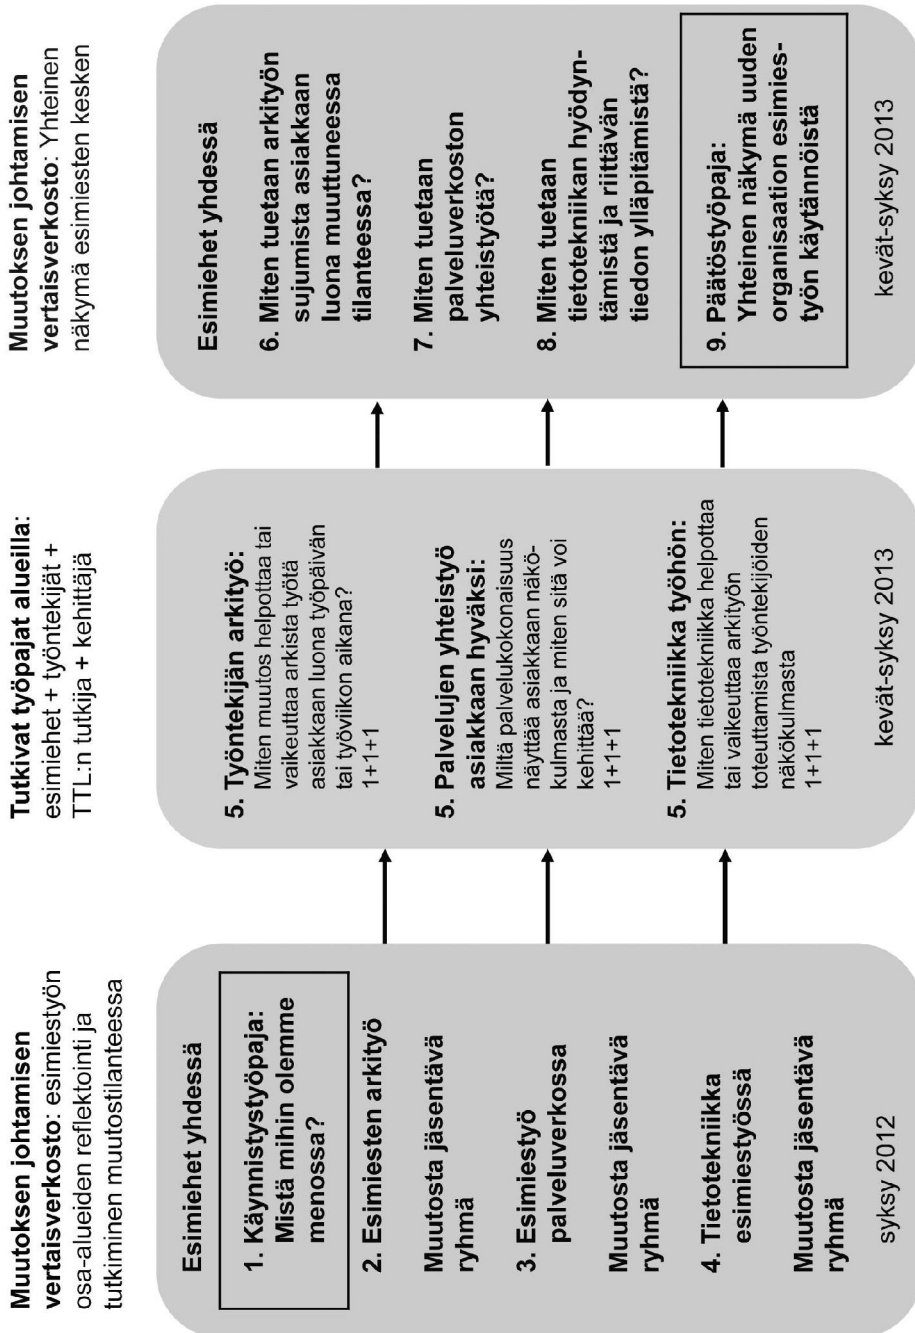 Muutoksen johtamisen
vertaisverkosto: esimiestyön
osa-alueiden reflektointi ja
tutkiminen muutostilanteessa
Esimiehet yhdessä
1. Käynnistystyöpaja:
Mistä mihin olemme
menossa?
2. Esimiesten arkityö
Muutosta jäsentävä
ryhmä
3. Esimiestyö
palveluverkossa
Muutosta jäsentävä
ryhmä
4. Tietotekniikka
esimiestyössä
Muutosta jäsentävä
ryhmä
syksy 2012
Tutkivat työpajat alueilla:
esimiehet + työntekijät +
TTL:n tutkija + kehittäjä
5. Työntekijän arkityö:
Miten muutos helpottaa tai
vaikeuttaa arkista työtä
asiakkaan luona työpäivän
tai työviikon aikana?
1+1+1
5. Palvelujen yhteistyö
asiakkaan hyväksi:
Miltä palvelukokonaisuus
näyttää asiakkaan näkö-
kulmasta ja miten sitä voi
kehittää?
1+1+1
5. Tietotekniikka työhön:
Miten tietotekniikka helpottaa
tai vaikeuttaa arkityön
toteuttamista työntekijöiden
näkökulmasta
1+1+1
kevät-syksy 2013
Muutoksen johtamisen
vertaisverkosto: Yhteinen
näkymä esimiesten kesken
Esimiehet yhdessä
6. Miten tuetaan arkityön
sujumista asiakkaan
luona muuttuneessa
tilanteessa?
7. Miten tuetaan
palveluverkoston
yhteistyötä?
8. Miten tuetaan
tietotekniikan hyödyn-
tämistä ja riittävän
tiedon ylläpitämistä?
9. Päätöstyöpaja:
Yhteinen näkymä uuden
organisaation esimies-
työn käytännöistä
kevät-syksy 2013